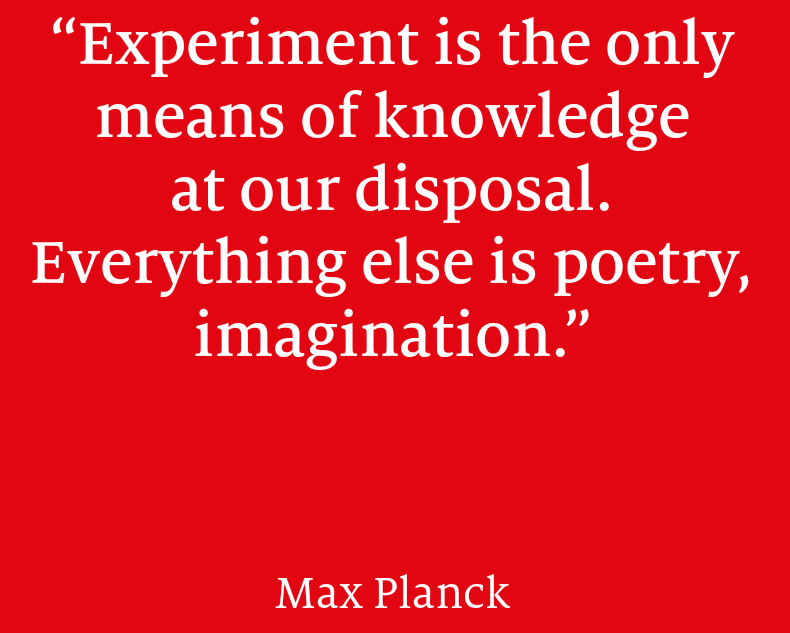 “Experiment is the only
means of knowledge
at our disposal.
Everything else is poetry,
imagination.”
Max Planck